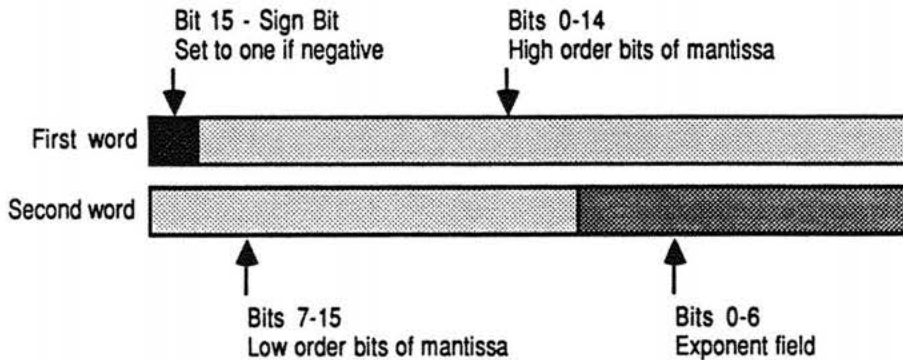 Bit 15 - Sign Bit
Set to one if negative
Bits 0-14
High order bits of mantissa
First word
Second word
Bits 7-15
Low order bits of mantissa
Bits 0-6
Exponent field